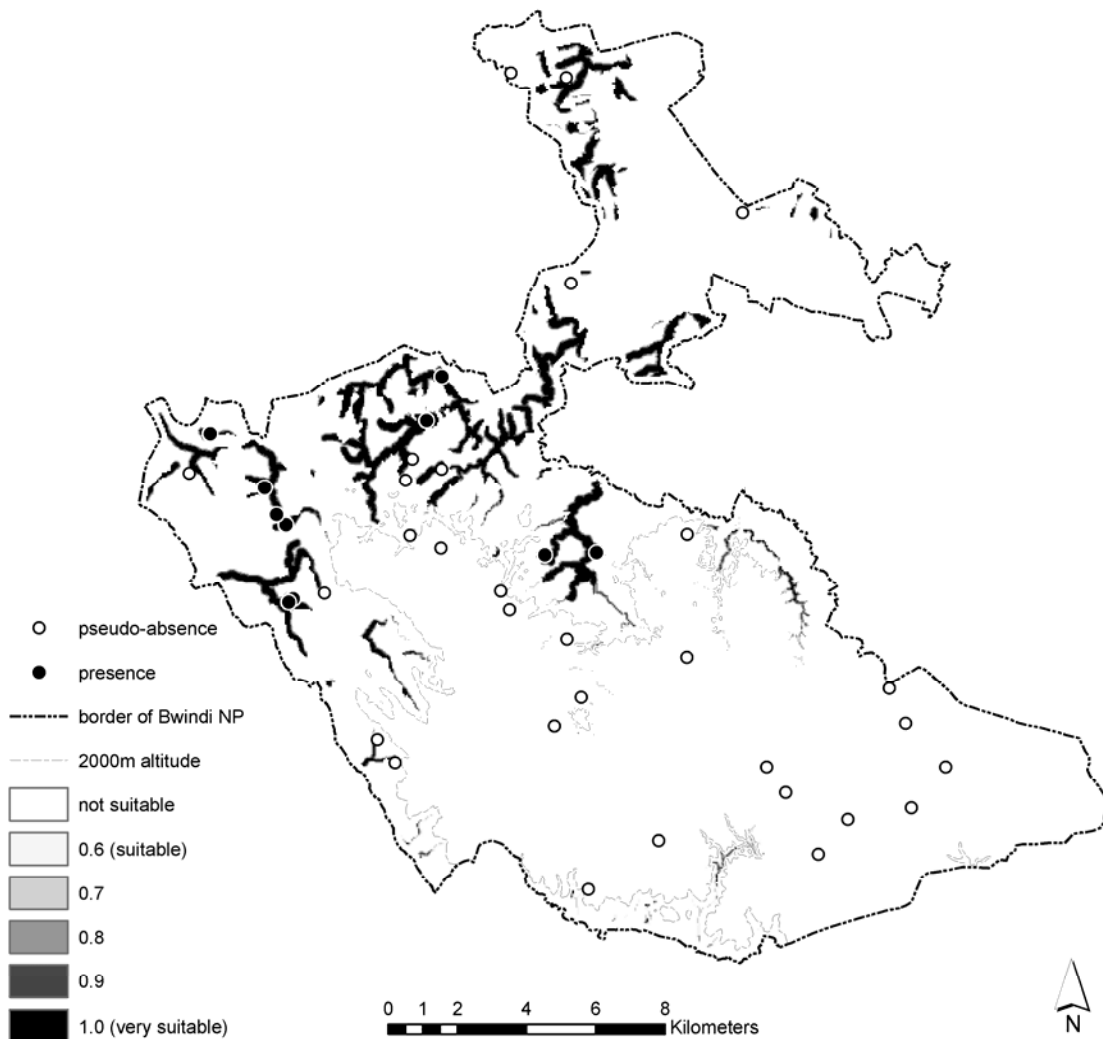 pseudo-absence
presence
border of Bwindi NP
2000m altitude
not suitable
0.6 (suitable)
0.7
0.8
0.9
1.0 (very suitable)
0 1 2 4 6 8
Kilometers
N